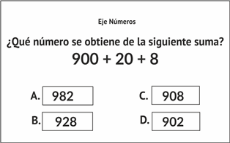 Eje Números
¿Qué número se obtiene de la siguiente suma?
900 + 20 + 8
A. 982
C. 908
B. 928
D. 902